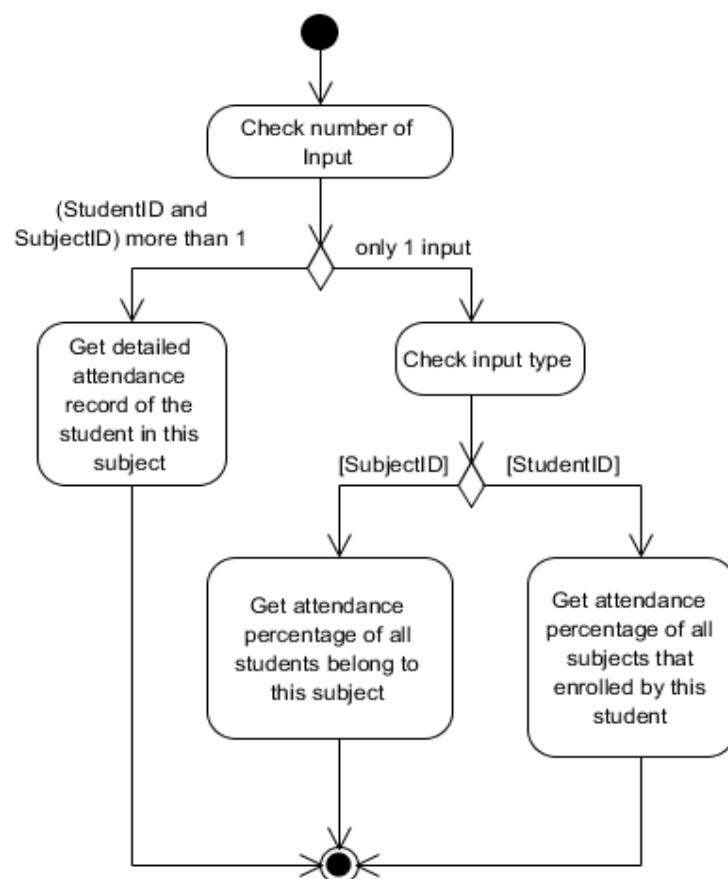 Check number of
Input
(StudentID and
SubjectID) more than 1
only 1 input
Get detailed
attendance
record of the
student in this
subject
Check input type
[SubjectID]
[StudentID]
Get attendance
percentage of all
students belong to
this subject
Get attendance
percentage of all
subjects that
enrolled by this
student